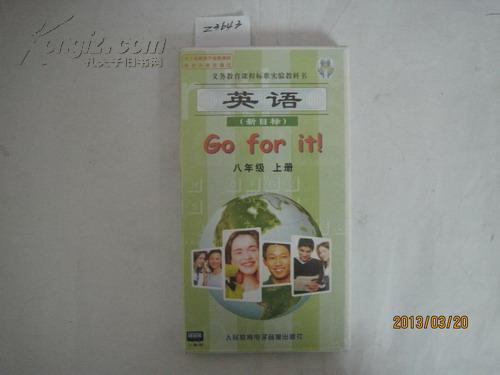 Kongfz.com
孔夫子旧书网
Z3647
义务教育课程标准实验教科书
英语
（新目标）
Go for it!
八年级 上册
人民教育电子音像出版社
2013/03/20